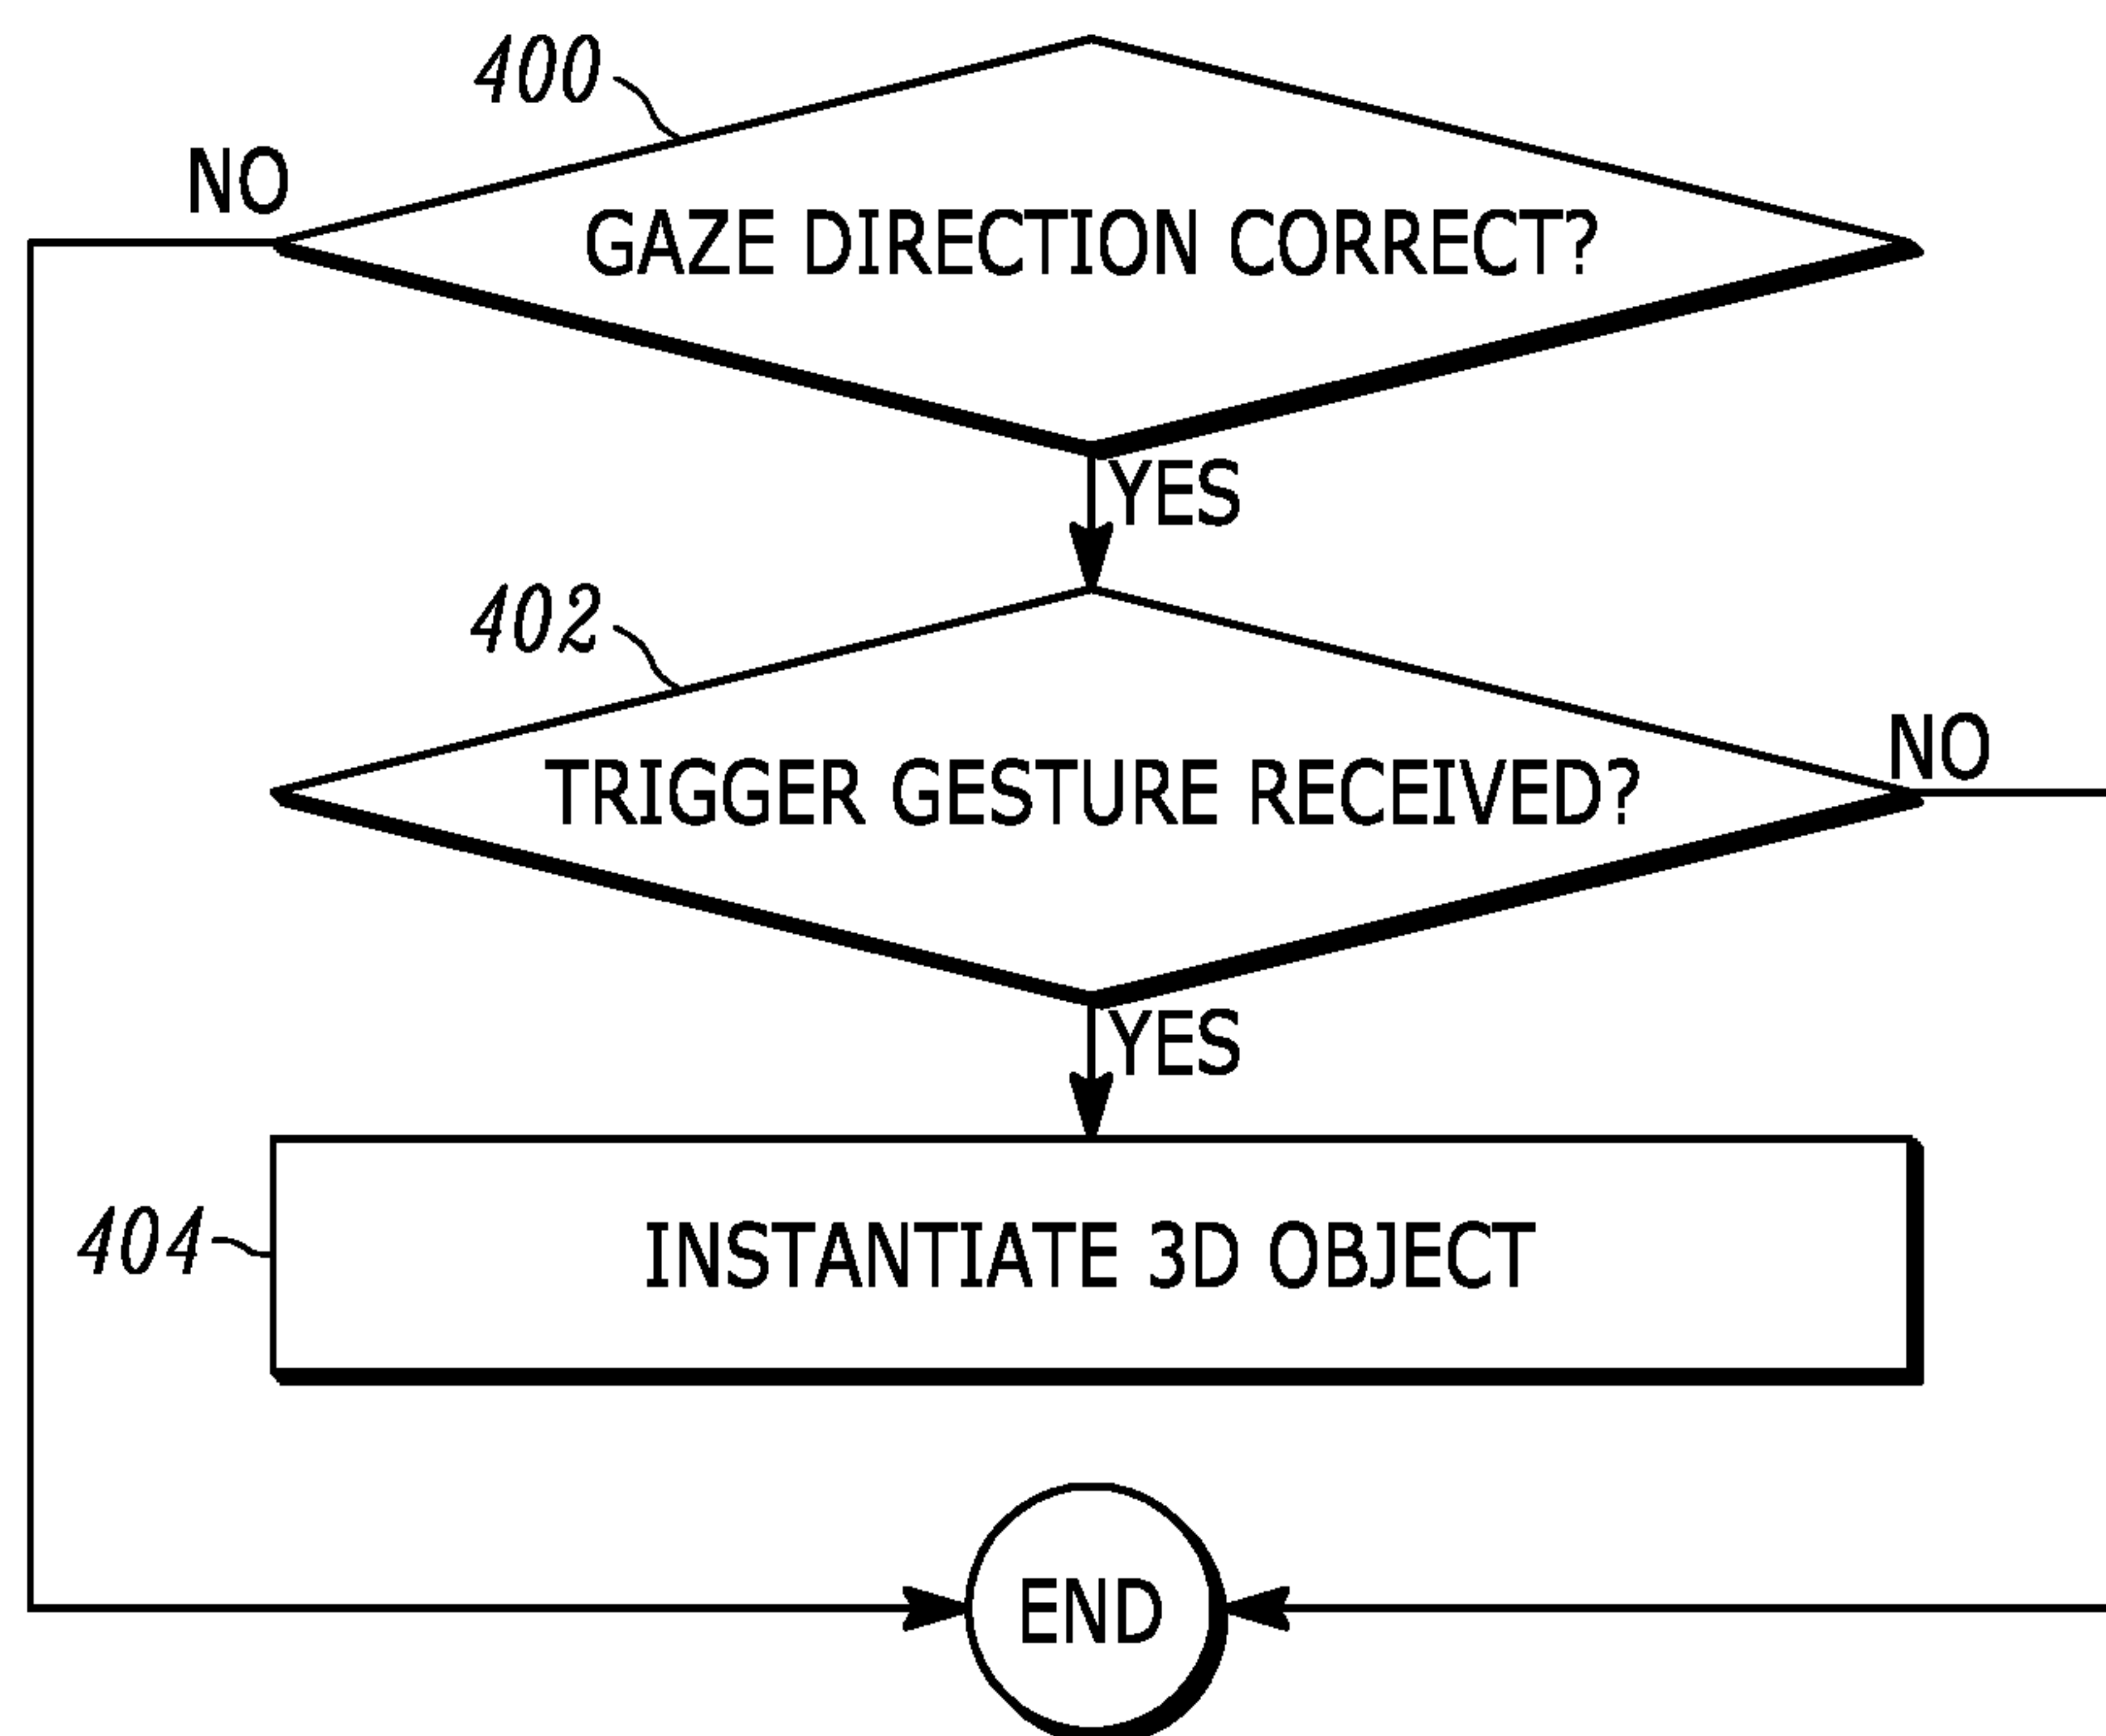 400
NO
GAZE DIRECTION CORRECT?
YES
402
NO
TRIGGER GESTURE RECEIVED?
YES
404
INSTANTIATE 3D OBJECT
END